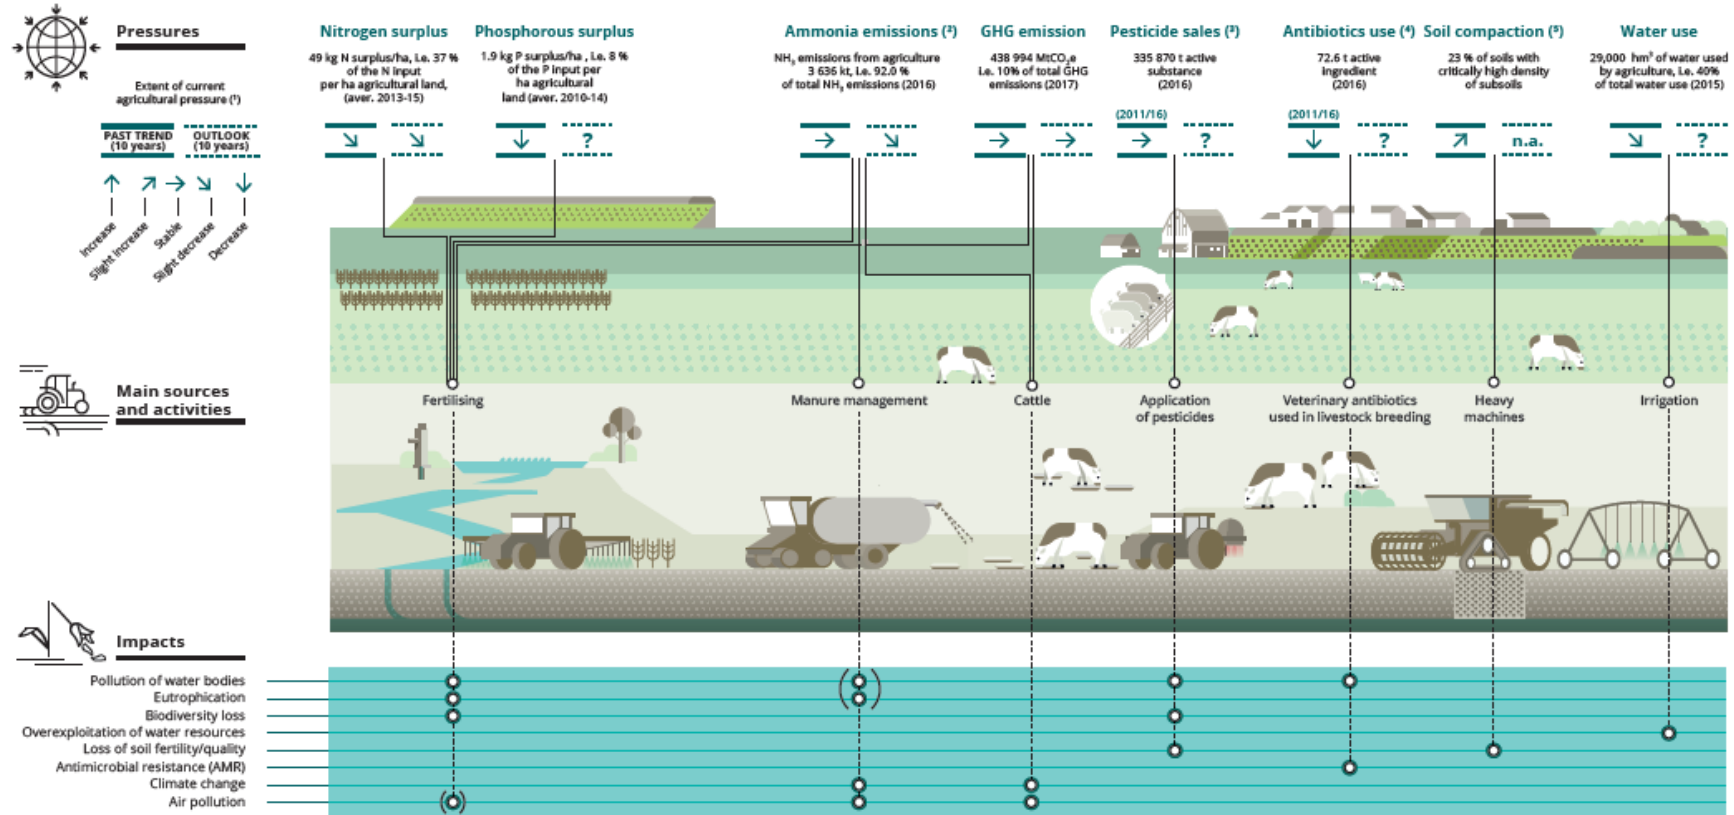 Pressures
Extent of current
agricultural pressure (¹)
PAST TREND
(10 years)
OUTLOOK
(10 years)
Increase
Slight increase
Stable
Slight decrease
Decrease
Nitrogen surplus
49 kg N surplus/ha, i.e. 37 %
of the N input
per ha agricultural land,
(aver. 2013-15)
Phosphorous surplus
1.9 kg P surplus/ha , i.e. 8 %
of the P input per
ha agricultural
land (aver. 2010-14)
?
Ammonia emissions (²)
NH₃ emissions from agriculture
3 636 kt, i.e. 92.0 %
of total NH₃ emissions (2016)
GHG emission
438 994 MtCO₂e
i.e. 10% of total GHG
emissions (2017)
Pesticide sales (³)
335 870 t active
substance
(2016)
(2011/16)
?
Antibiotics use (⁴)
72.6 t active
ingredient
(2016)
(2011/16)
?
Soil compaction (⁵)
23 % of soils with
critically high density
of subsoils
n.a.
Water use
29,000 hm³ of water used
by agriculture, i.e. 40%
of total water use (2015)
?
Main sources
and activities
Fertilising
Manure management
Cattle
Application
of pesticides
Veterinary antibiotics
used in livestock breeding
Heavy
machines
Irrigation
Impacts
Pollution of water bodies
Eutrophication
Biodiversity loss
Overexploitation of water resources
Loss of soil fertility/quality
Antimicrobial resistance (AMR)
Climate change
Air pollution